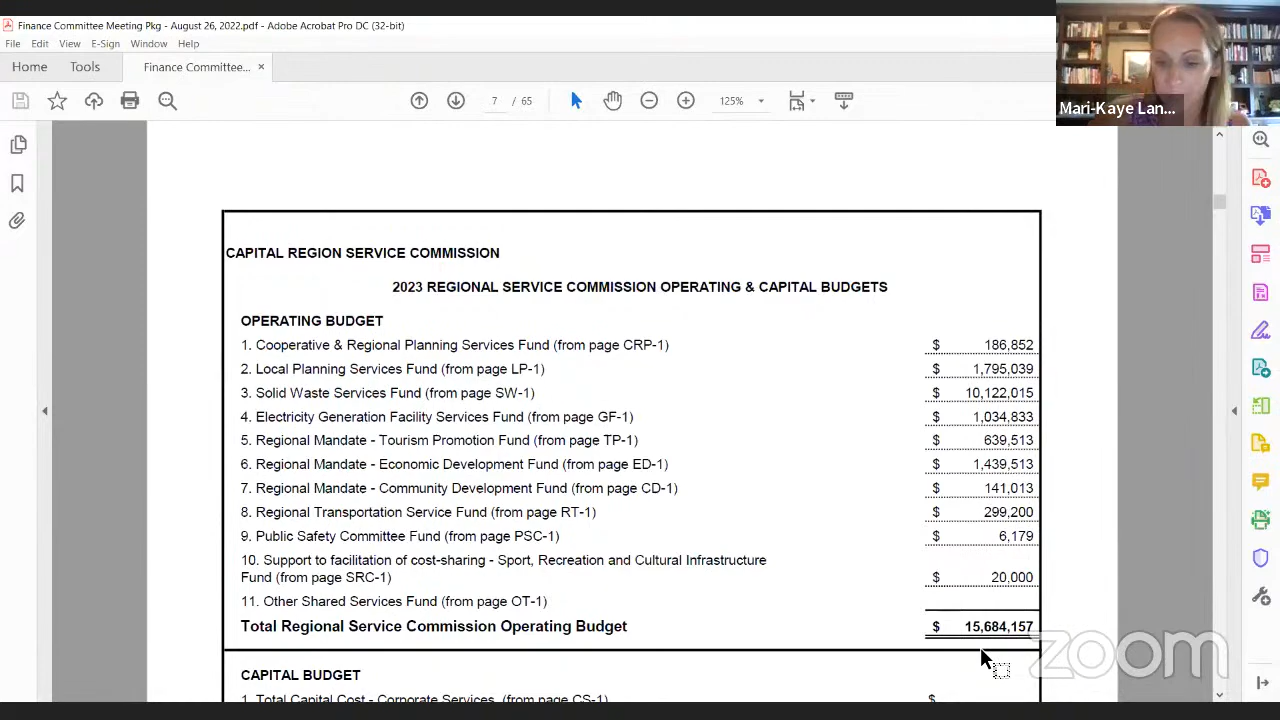 Finance Committee Meeting Pkg - August 26, 2022.pdf - Adobe Acrobat Pro DC (32-bit)
File Edit View E-Sign Window Help
Home Tools Finance Committee... ×
7 / 65 125%
Mari-Kaye Lan...
CAPITAL REGION SERVICE COMMISSION
2023 REGIONAL SERVICE COMMISSION OPERATING & CAPITAL BUDGETS
OPERATING BUDGET
1. Cooperative & Regional Planning Services Fund (from page CRP-1) $ 186,852
2. Local Planning Services Fund (from page LP-1) $ 1,795,039
3. Solid Waste Services Fund (from page SW-1) $ 10,122,015
4. Electricity Generation Facility Services Fund (from page GF-1) $ 1,034,833
5. Regional Mandate - Tourism Promotion Fund (from page TP-1) $ 639,513
6. Regional Mandate - Economic Development Fund (from page ED-1) $ 1,439,513
7. Regional Mandate - Community Development Fund (from page CD-1) $ 141,013
8. Regional Transportation Service Fund (from page RT-1) $ 299,200
9. Public Safety Committee Fund (from page PSC-1) $ 6,179
10. Support to facilitation of cost-sharing - Sport, Recreation and Cultural Infrastructure
Fund (from page SRC-1) $ 20,000
11. Other Shared Services Fund (from page OT-1)
Total Regional Service Commission Operating Budget $ 15,684,157
zoom
CAPITAL BUDGET
1. Total Capital Cost - Corporate Services (from page CS-1) $